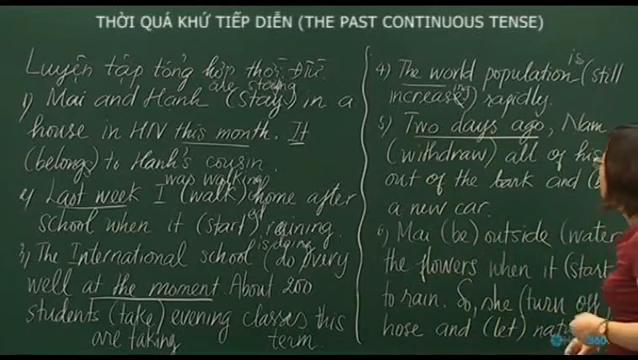 THỜI QUÁ KHỨ TIẾP DIỄN (THE PAST CONTINUOUS TENSE)
Luyện tập tổng hợp thời.
are staying
1) Mai and Hanh (stay) in a
house in HN this month. It
(belong)s to Hanh's cousin.
was walking
2) Last week I (walk) home after
school when it (start)ed raining.
is doing
3) The International school (do) very
well at the moment About 200
students (take) evening classes this
are taking term.
is
4) The world population (still
increase) rapidly.
5) Two days ago, Nam
(withdraw) all of his
out of the bank and
a new car.
6) Mai (be) outside (water
the flowers when it (start
to rain. So, she (turn off
hose and (let)
360